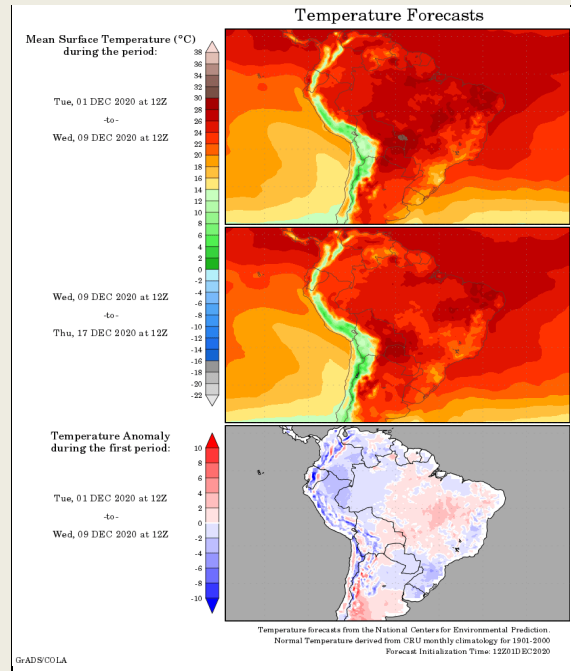 Temperature Forecasts
Mean Surface Temperature (°C)
during the period:
Tue, 01 DEC 2020 at 12Z
-to-
Wed, 09 DEC 2020 at 12Z
38
36
34
32
30
28
26
24
22
20
18
16
14
12
10
8
6
4
2
0
-2
-4
-6
-8
-10
-12
-14
-16
-18
-20
-22
Wed, 09 DEC 2020 at 12Z
-to-
Thu, 17 DEC 2020 at 12Z
Temperature Anomaly
during the first period:
Tue, 01 DEC 2020 at 12Z
-to-
Wed, 09 DEC 2020 at 12Z
10
8
6
4
2
0
-2
-4
-6
-8
-10
Temperature forecasts from the National Centers for Environmental Prediction.
Normal Temperature derived from CRU monthly climatology for 1901-2000
Forecast Initialization Time: 12Z01DEC2020
GrADS/COLA